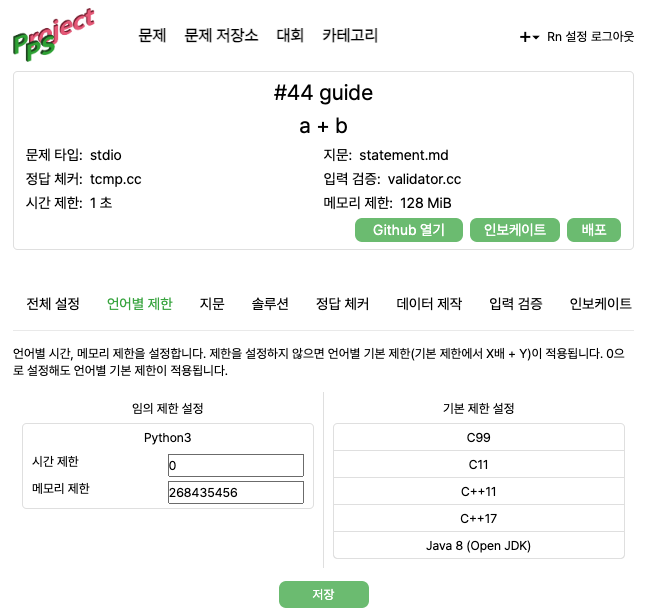 Project
PPS
문제 문제 저장소 대회 카테고리
+ Rn 설정 로그아웃
#44 guide
a + b
문제 타입: stdio
지문: statement.md
정답 체커: tcmp.cc
입력 검증: validator.cc
시간 제한: 1 초
메모리 제한: 128 MiB
Github 열기 인보케이트 배포
전체 설정 언어별 제한 지문 솔루션 정답 체커 데이터 제작 입력 검증 인보케이트
언어별 시간, 메모리 제한을 설정합니다. 제한을 설정하지 않으면 언어별 기본 제한(기본 제한에서 X배 + Y)이 적용됩니다. 0으
로 설정해도 언어별 기본 제한이 적용됩니다.
임의 제한 설정
Python3
시간 제한 0
메모리 제한 268435456
기본 제한 설정
C99
C11
C++11
C++17
Java 8 (Open JDK)
저장